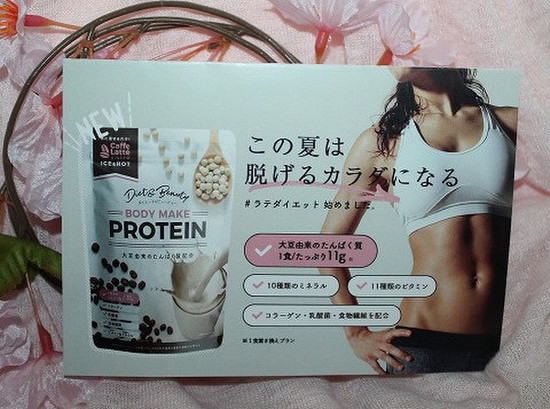 NEW
Caffe
Latte
ICE&HOT
Diet & Beauty
BODY MAKE
PROTEIN
大豆由来のたんぱく質配合
この夏は
脱げるカラダになる
#ラテダイエット 始めました。
大豆由来のたんぱく質
1食/たっぷり11g※
10種類のミネラル
11種類のビタミン
コラーゲン・乳酸菌・食物繊維を配合
※1食置き換えプラン